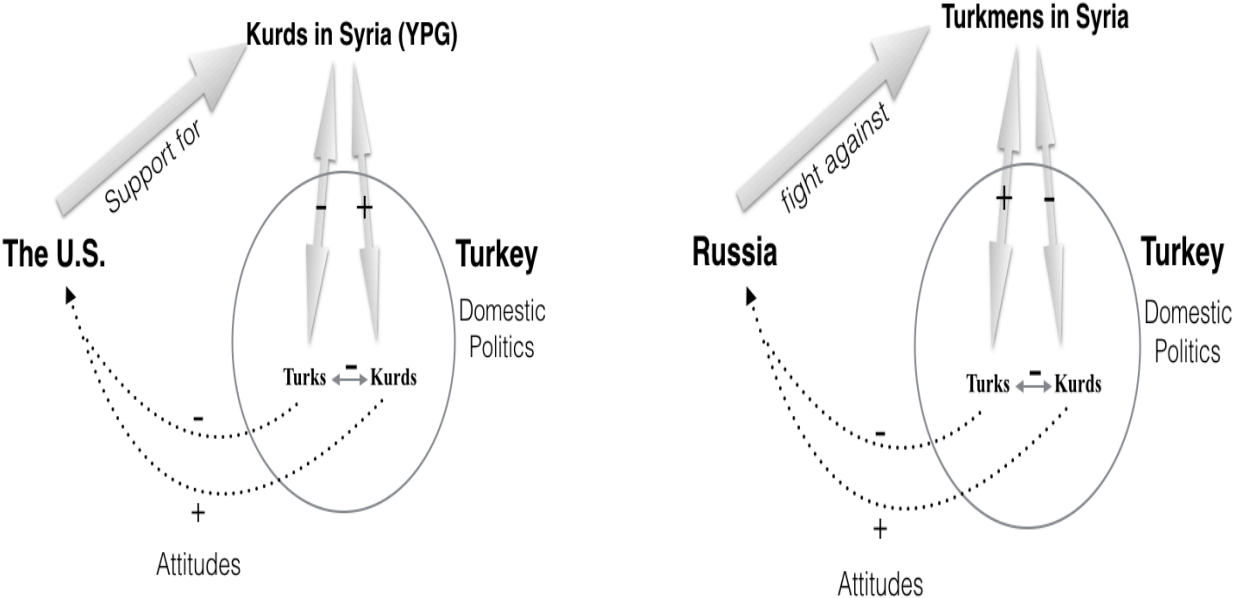 Kurds in Syria (YPG)
Support for
- +
The U.S.
Turkey
Domestic
Politics
-
Turks Kurds
-
+
Attitudes
Turkmens in Syria
fight against
+ -
Russia
Turkey
Domestic
Politics
-
Turks Kurds
-
+
Attitudes